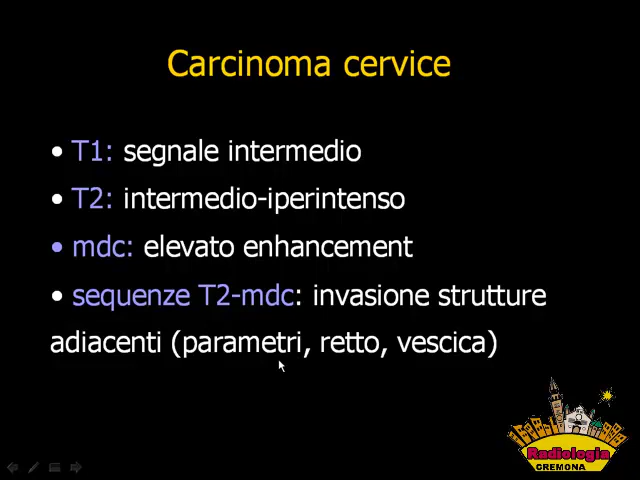 Carcinoma cervice
• T1: segnale intermedio
• T2: intermedio-iperintenso
• mdc: elevato enhancement
• sequenze T2-mdc: invasione strutture
adiacenti (parametri, retto, vescica)
Radiologia
CREMONA